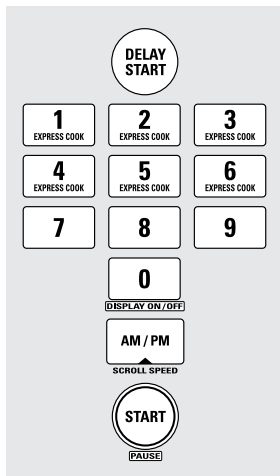 DELAY
START
1 2 3
EXPRESS COOK EXPRESS COOK EXPRESS COOK
4 5 6
EXPRESS COOK EXPRESS COOK EXPRESS COOK
7 8 9
0
DISPLAY ON/OFF
AM / PM
SCROLL SPEED
START
PAUSE